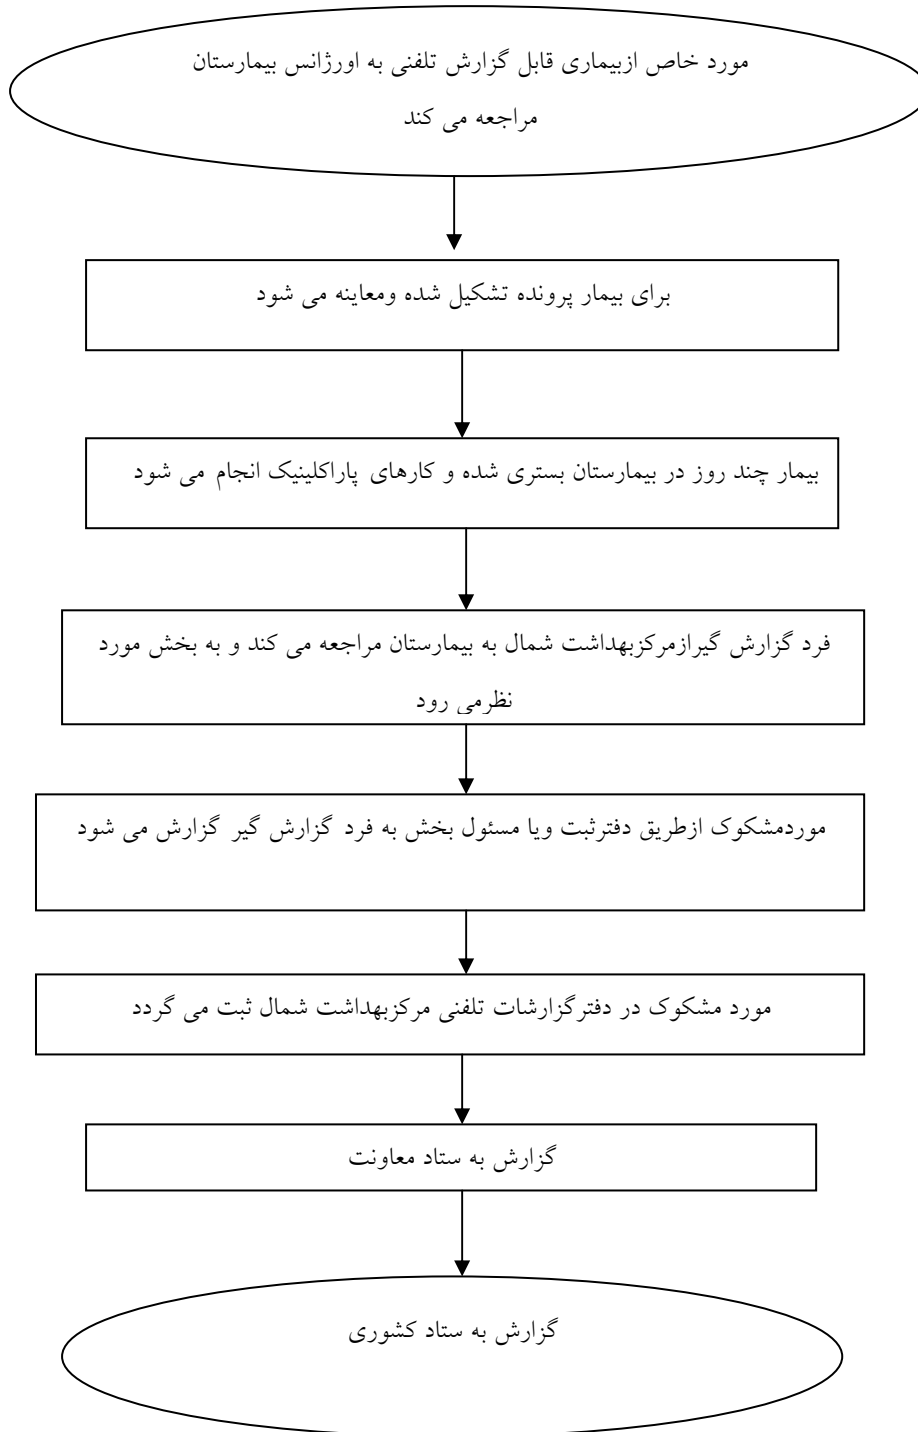 مورد خاص ازبیماری قابل گزارش تلفنی به اورژانس بیمارستان
مراجعه می کند
برای بیمار پرونده تشکیل شده ومعاینه می شود
بیمار چند روز در بیمارستان بستری شده و کارهای پاراکلینیک انجام می شود
فرد گزارش گیرازمرکزبهداشت شمال به بیمارستان مراجعه می کند و به بخش مورد
نظرمی رود
موردمشکوک ازطریق دفترثبت ویا مسئول بخش به فرد گزارش گیر گزارش می شود
مورد مشکوک در دفترگزارشات تلفنی مرکزبهداشت شمال ثبت می گردد
گزارش به ستاد معاونت
گزارش به ستاد کشوری